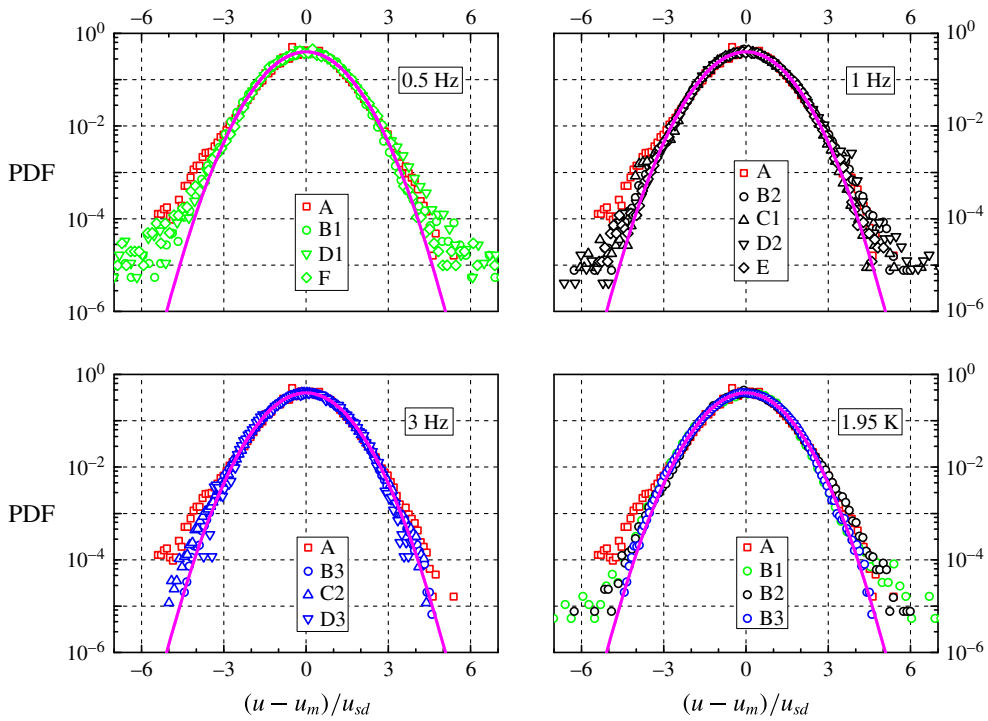 −6 −3 0 3 6
−6 −3 0 3 6
10^0
10^−2
10^−4
10^−6
PDF
0.5 Hz
A
B1
D1
F
1 Hz
A
B2
C1
D2
E
10^0
10^−2
10^−4
10^−6
10^0
10^−2
10^−4
10^−6
PDF
3 Hz
A
B3
C2
D3
1.95 K
A
B1
B2
B3
10^0
10^−2
10^−4
10^−6
−6 −3 0 3 6
−6 −3 0 3 6
(u − u_m)/u_sd
(u − u_m)/u_sd